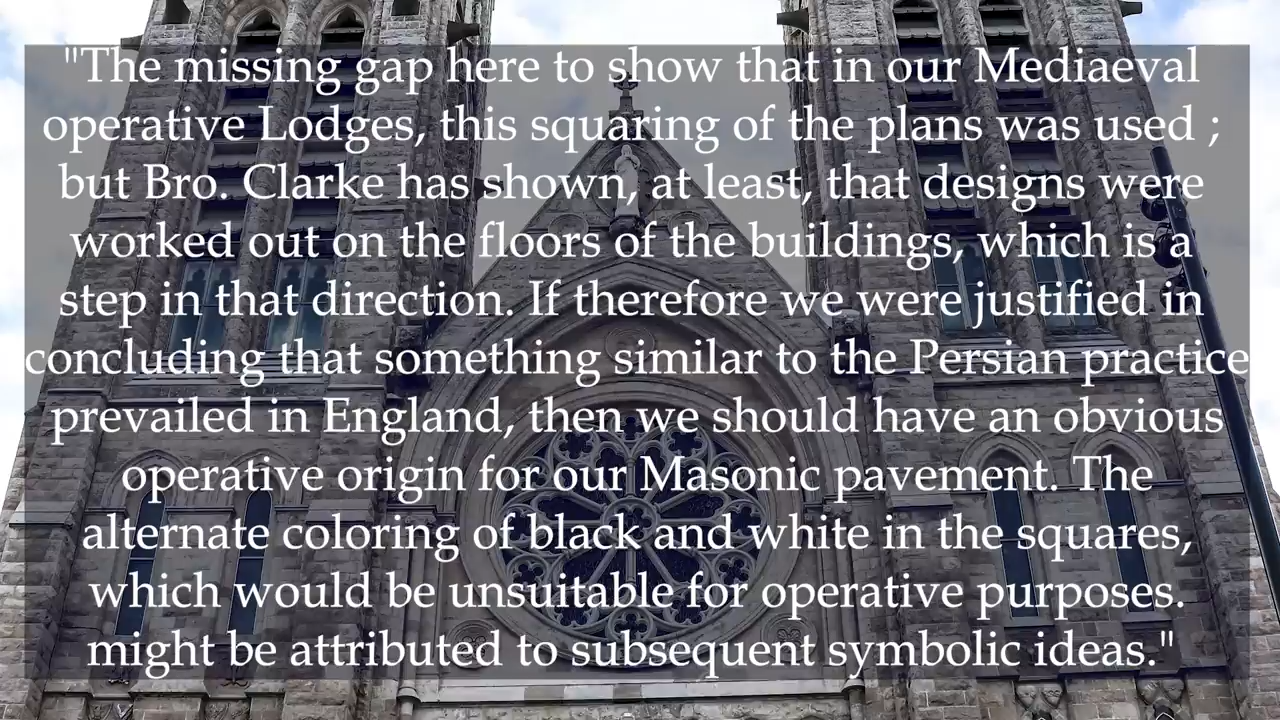 "The missing gap here to show that in our Mediaeval
operative Lodges, this squaring of the plans was used ;
but Bro. Clarke has shown, at least, that designs were
worked out on the floors of the buildings, which is a
step in that direction. If therefore we were justified in
concluding that something similar to the Persian practice
prevailed in England, then we should have an obvious
operative origin for our Masonic pavement. The
alternate coloring of black and white in the squares,
which would be unsuitable for operative purposes.
might be attributed to subsequent symbolic ideas."